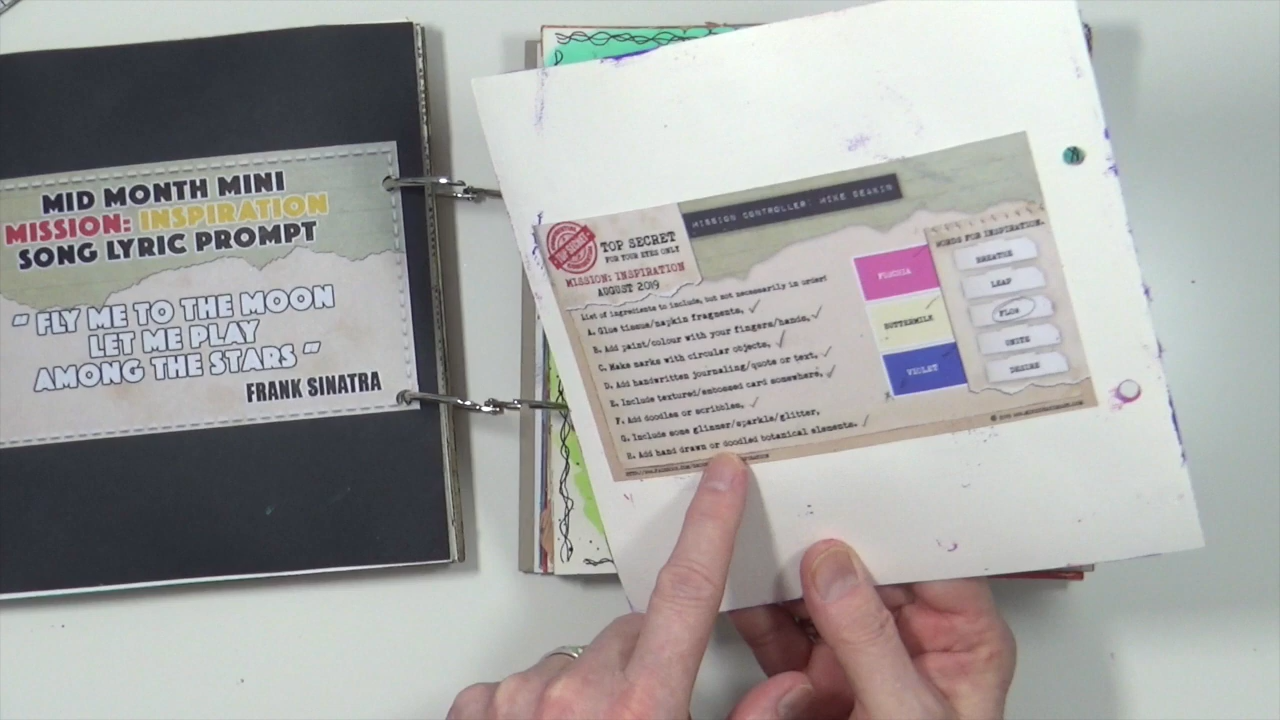 MID MONTH MINI
MISSION: INSPIRATION
SONG LYRIC PROMPT
" FLY ME TO THE MOON
LET ME PLAY
AMONG THE STARS "
FRANK SINATRA
MISSION CONTROLLER: MIKE DEAKIN
TOP SECRET
TOP SECRET
FOR YOUR EYES ONLY
MISSION: INSPIRATION
AUGUST 2019
List of ingredients to include, but not necessarily in order!
A. Glue tissue/napkin fragments.
B. Add paint/colour with your fingers/hands.
C. Make marks with circular objects.
D. Add handwritten journaling/quote or text.
E. Include textured/embossed card somewhere.
F. Add doodles or scribbles.
G. Include some glimmer/sparkle/glitter.
H. Add hand drawn or doodled botanical elements.
FUCHSIA
BUTTERMILK
VIOLET
WORDS FOR INSPIRATION.
BREATHE
LEAP
FLOW
UNITE
DESIRE